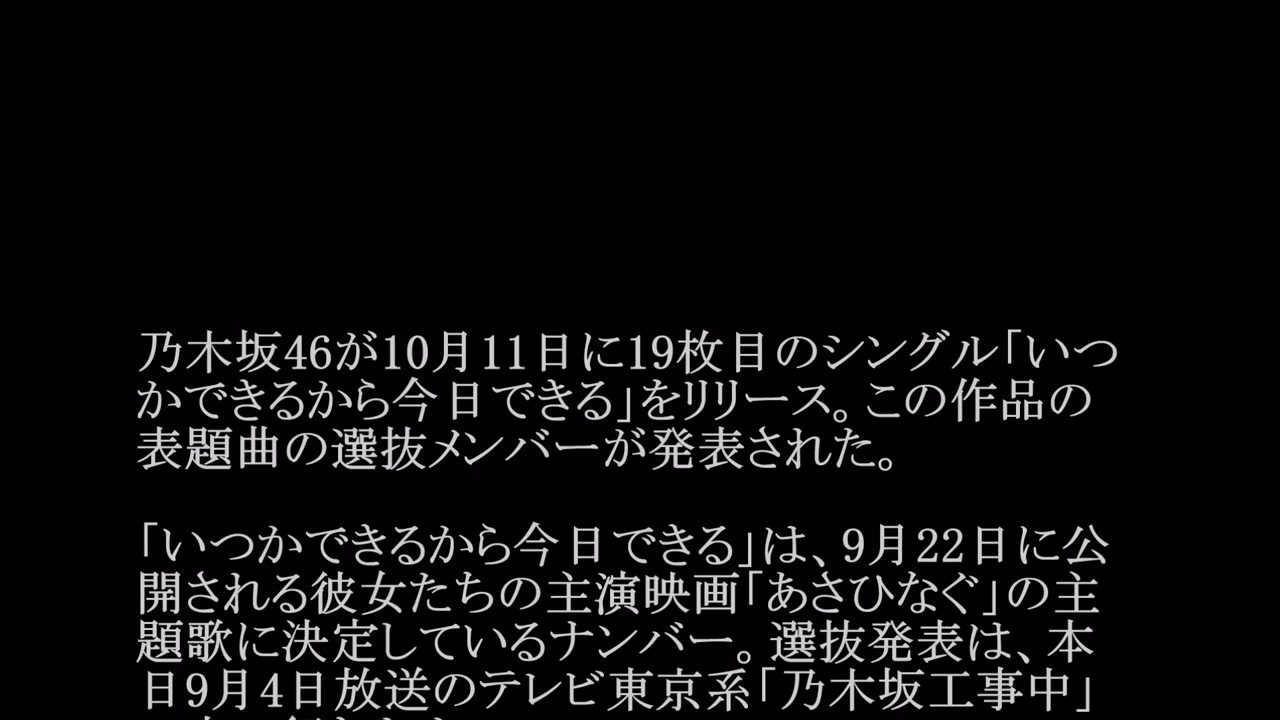 乃木坂46が10月11日に19枚目のシングル「いつ
かできるから今日できる」をリリース。この作品の
表題曲の選抜メンバーが発表された。
「いつかできるから今日できる」は、9月22日に公
開される彼女たちの主演映画「あさひなぐ」の主
題歌に決定しているナンバー。選抜発表は、本
日9月4日放送のテレビ東京系「乃木坂工事中」